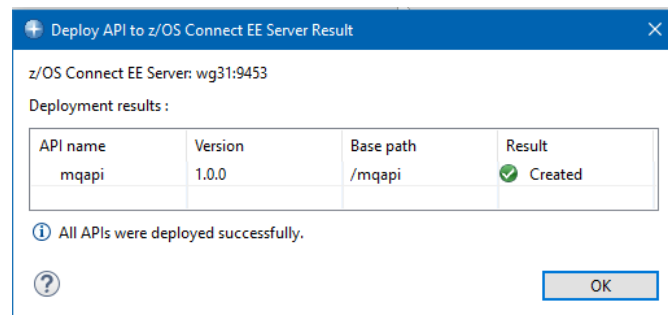 Deploy API to z/OS Connect EE Server Result
z/OS Connect EE Server: wg31:9453
Deployment results :
API name Version Base path Result
mqapi 1.0.0 /mqapi Created
All APIs were deployed successfully.
OK